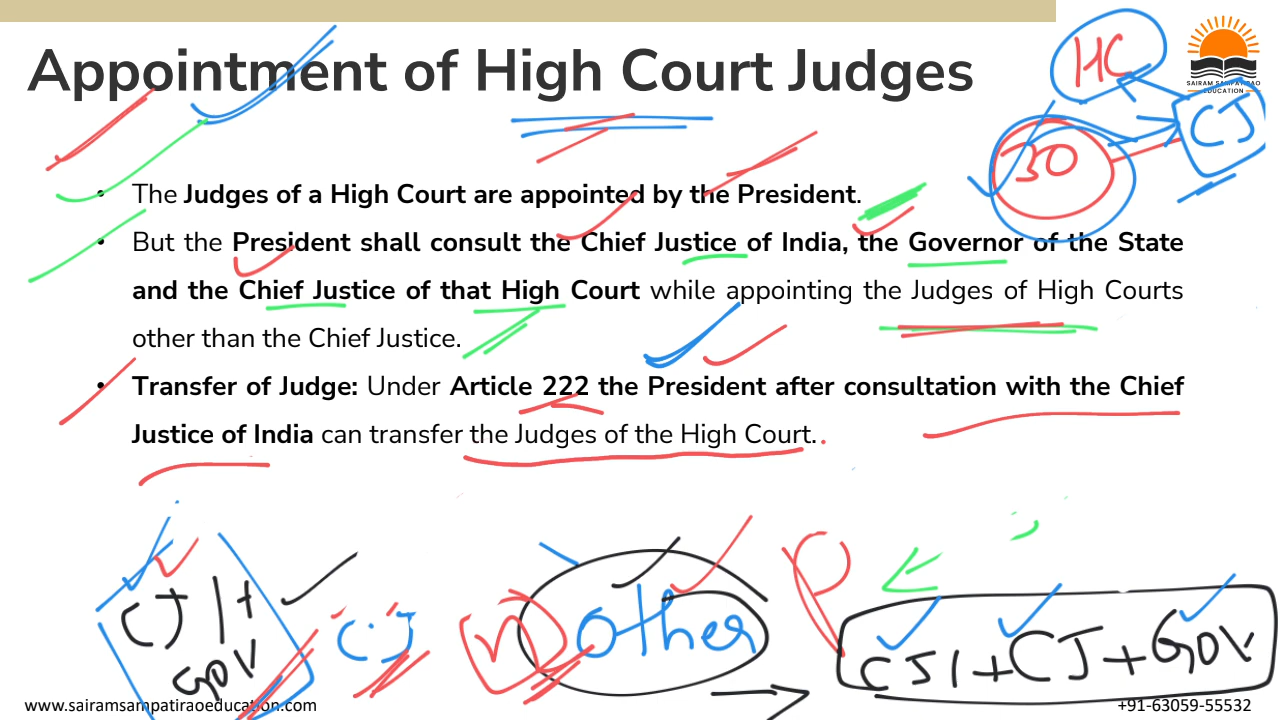 Appointment of High Court Judges
HC
SAIRAM SAMPATIRAO
EDUCATION
CJ
30
• The Judges of a High Court are appointed by the President.
• But the President shall consult the Chief Justice of India, the Governor of the State
and the Chief Justice of that High Court while appointing the Judges of High Courts
other than the Chief Justice.
• Transfer of Judge: Under Article 222 the President after consultation with the Chief
Justice of India can transfer the Judges of the High Court.
CJI+
GOV
CJ
other
P
CJI+CJ+GOV
www.sairamsampatiraoeducation.com
+91-63059-55532